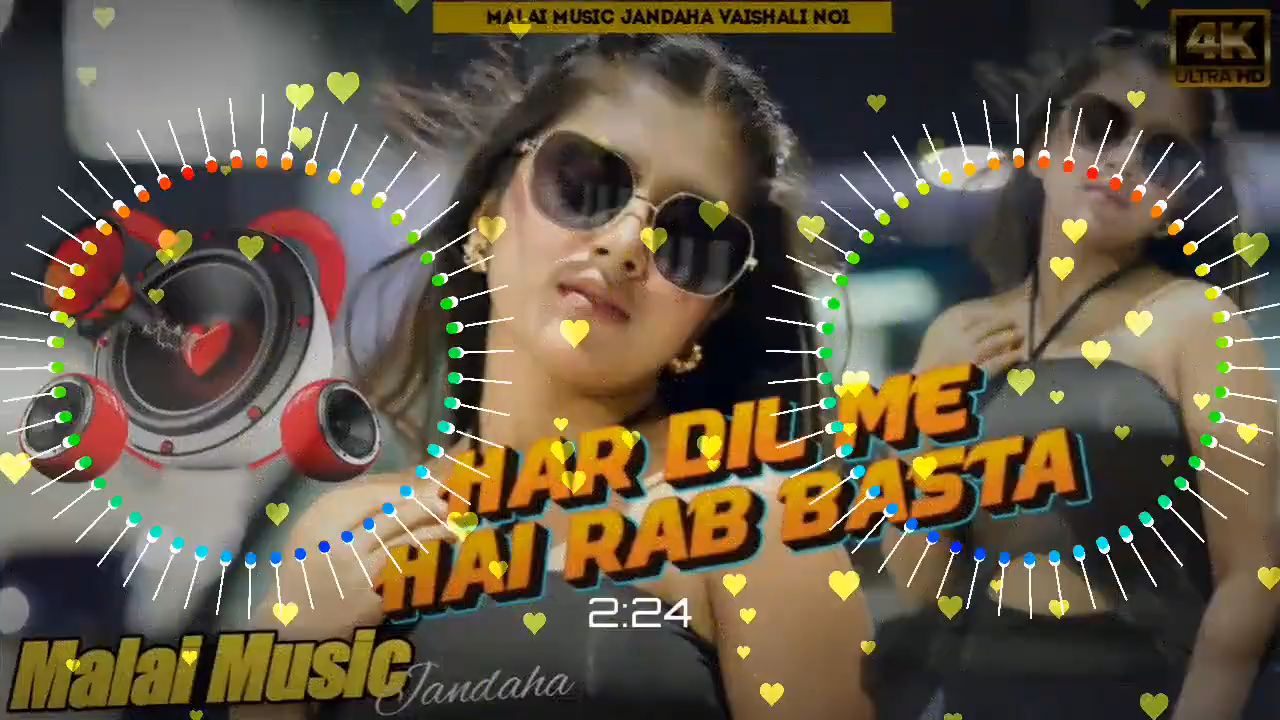 MALAI MUSIC JANDAHA VAISHALI NO1
4K
ULTRA HD
HAR DIL ME
HAI RAB BASTA
2:24
Malai Music
Jandaha